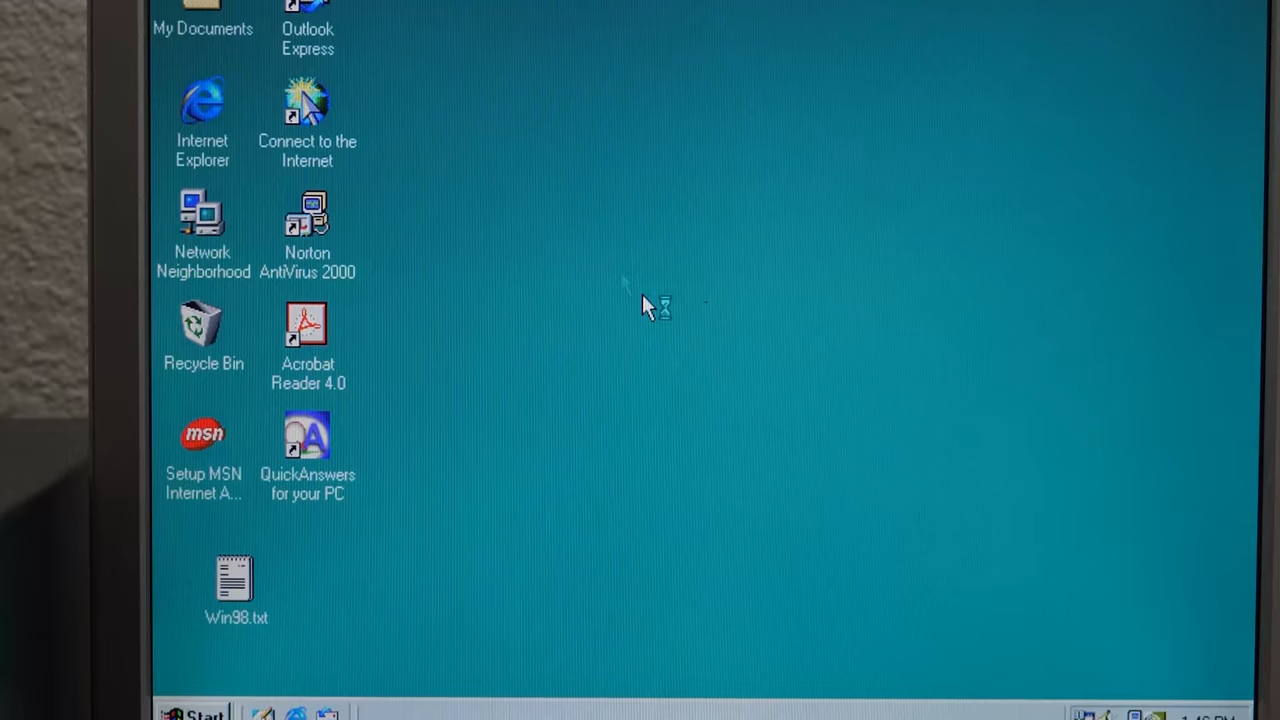 My Documents
Outlook
Express
Internet
Explorer
Connect to the
Internet
Network
Neighborhood
Norton
AntiVirus 2000
Recycle Bin
Acrobat
Reader 4.0
msn
Setup MSN
Internet A...
QuickAnswers
for your PC
Win98.txt
Start